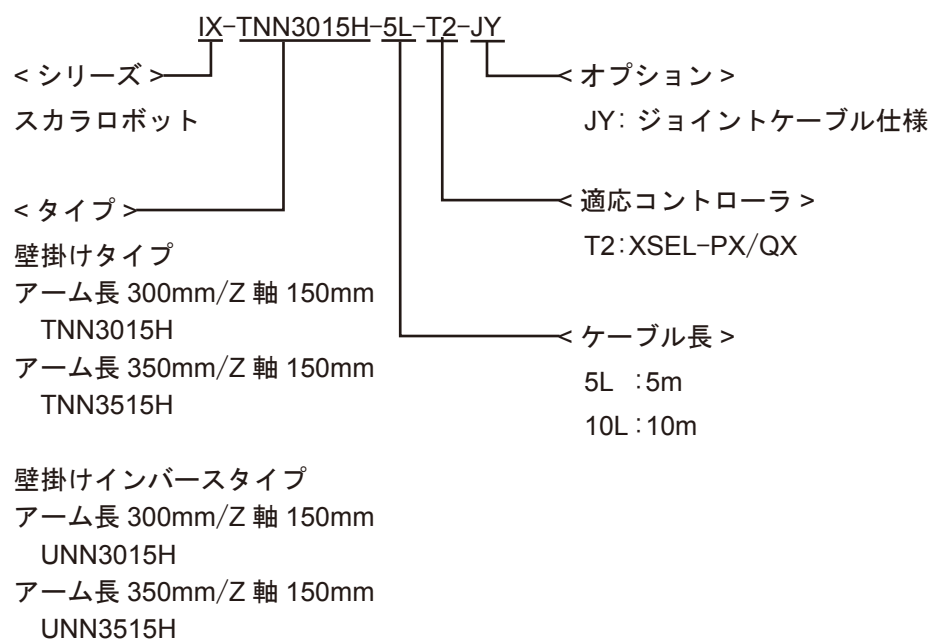 IX-TNN3015H-5L-T2-JY
< シリーズ >
スカラロボット
< タイプ >
壁掛けタイプ
アーム長 300mm/Z 軸 150mm
TNN3015H
アーム長 350mm/Z 軸 150mm
TNN3515H
壁掛けインバースタイプ
アーム長 300mm/Z 軸 150mm
UNN3015H
アーム長 350mm/Z 軸 150mm
UNN3515H
< オプション >
JY: ジョイントケーブル仕様
< 適応コントローラ >
T2:XSEL-PX/QX
< ケーブル長 >
5L :5m
10L:10m